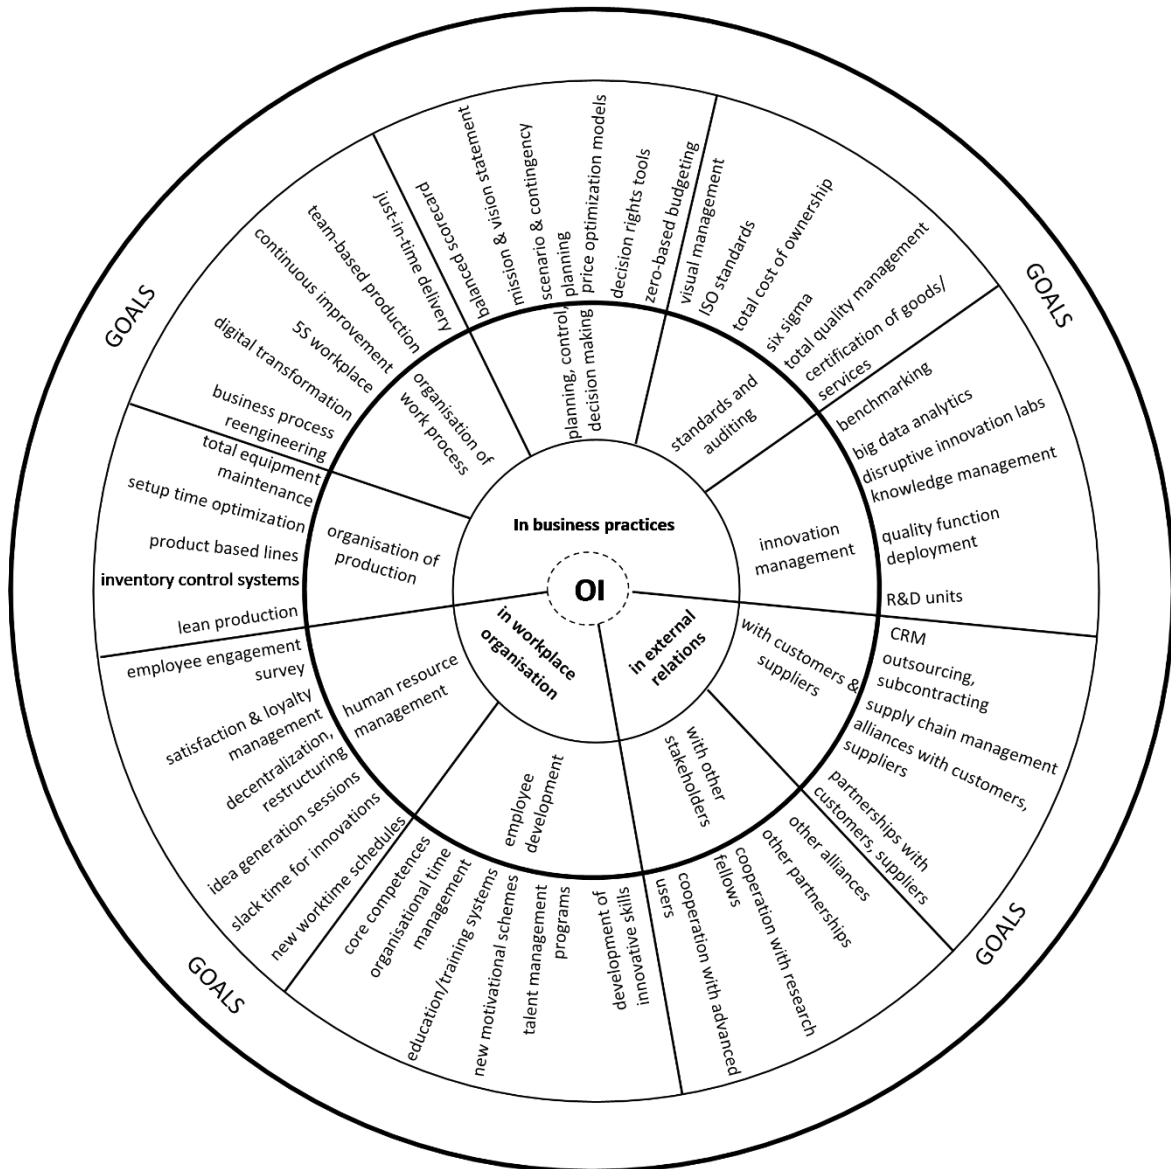 GOALS
GOALS
GOALS
GOALS
OI
In business practices
in workplace
organisation
in external
relations
organisation of
production
organisation of
work process
planning, control,
decision making
standards and
auditing
innovation
management
with customers &
suppliers
with other
stakeholders
employee
development
human resource
management
total equipment
maintenance
setup time optimization
product based lines
inventory control systems
lean production
business process
reengineering
digital transformation
5S workplace
continuous improvement
team-based production
just-in-time delivery
balanced scorecard
mission & vision statement
scenario & contingency
planning
price optimization models
decision rights tools
zero-based budgeting
visual management
ISO standards
total cost of ownership
six sigma
total quality management
certification of goods/
services
benchmarking
big data analytics
disruptive innovation labs
knowledge management
quality function
deployment
R&D units
CRM
outsourcing,
subcontracting
supply chain management
alliances with customers,
suppliers
partnerships with
customers, suppliers
other alliances
other partnerships
cooperation with research
fellows
cooperation with advanced
users
development of
innovative skills
talent management
programs
new motivational schemes
education/training systems
organisational time
management
core competences
new worktime schedules
slack time for innovations
idea generation sessions
decentralization,
restructuring
satisfaction & loyalty
management
employee engagement
survey